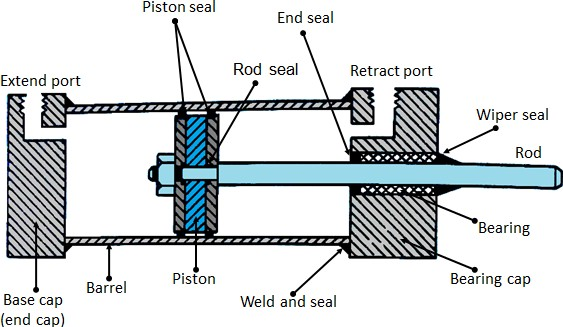 Piston seal
End seal
Extend port
Rod seal
Retract port
Wiper seal
Rod
Bearing
Piston
Barrel
Bearing cap
Base cap
(end cap)
Weld and seal